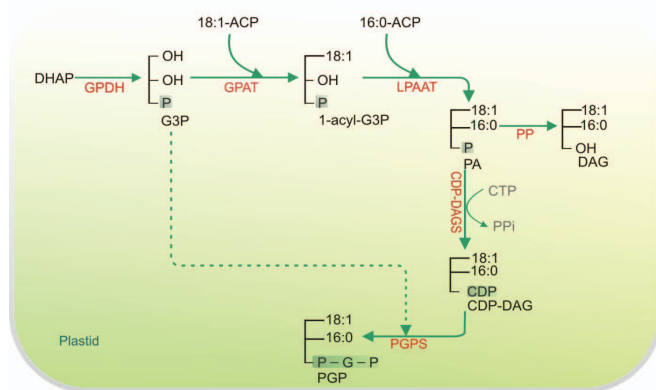 18:1-ACP
16:0-ACP
OH
18:1
DHAP
GPDH
OH
GPAT
OH
LPAAT
P
P
G3P
1-acyl-G3P
18:1
16:0
PP
18:1
16:0
P
OH
PA
DAG
CDP-DAGS
CTP
PPi
18:1
16:0
CDP
CDP-DAG
18:1
16:0
PGPS
P – G – P
PGP
Plastid